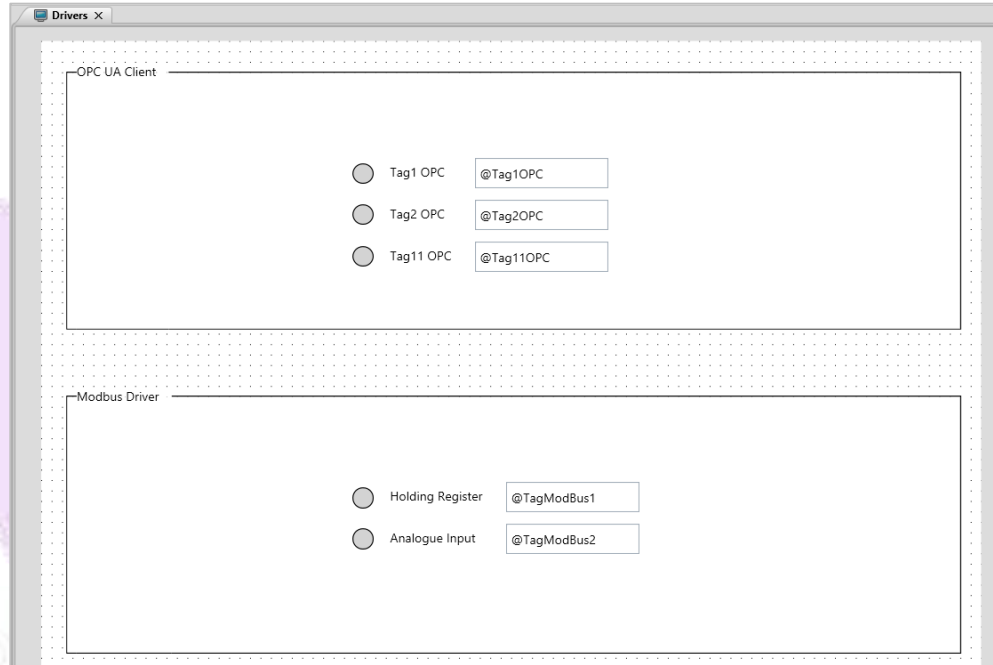 Drivers X
OPC UA Client
Tag1 OPC @Tag1OPC
Tag2 OPC @Tag2OPC
Tag11 OPC @Tag11OPC
Modbus Driver
Holding Register @TagModBus1
Analogue Input @TagModBus2